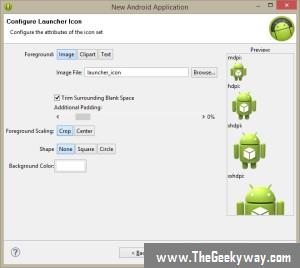 New Android Application
Configure Launcher Icon
Configure the attributes of the icon set.
Foreground: Image Clipart Text
Image File: launcher_icon Browse...
Trim Surrounding Blank Space
Additional Padding:
< > 0%
Foreground Scaling: Crop Center
Shape None Square Circle
Background Color:
Preview:
mdpi:
hdpi:
xhdpi:
xxhdpi:
www.TheGeekyway.com